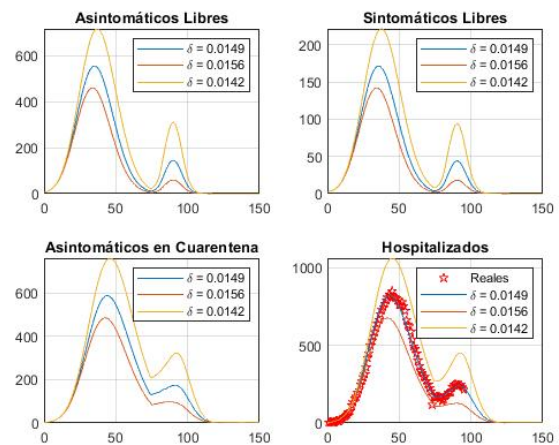 Asintomáticos Libres
600
400
200
0
0 50 100 150
δ = 0.0149
δ = 0.0156
δ = 0.0142
Sintomáticos Libres
200
150
100
50
0
0 50 100 150
δ = 0.0149
δ = 0.0156
δ = 0.0142
Asintomáticos en Cuarentena
600
400
200
0
0 50 100 150
δ = 0.0149
δ = 0.0156
δ = 0.0142
Hospitalizados
1000
500
0
0 50 100 150
Reales
δ = 0.0149
δ = 0.0156
δ = 0.0142